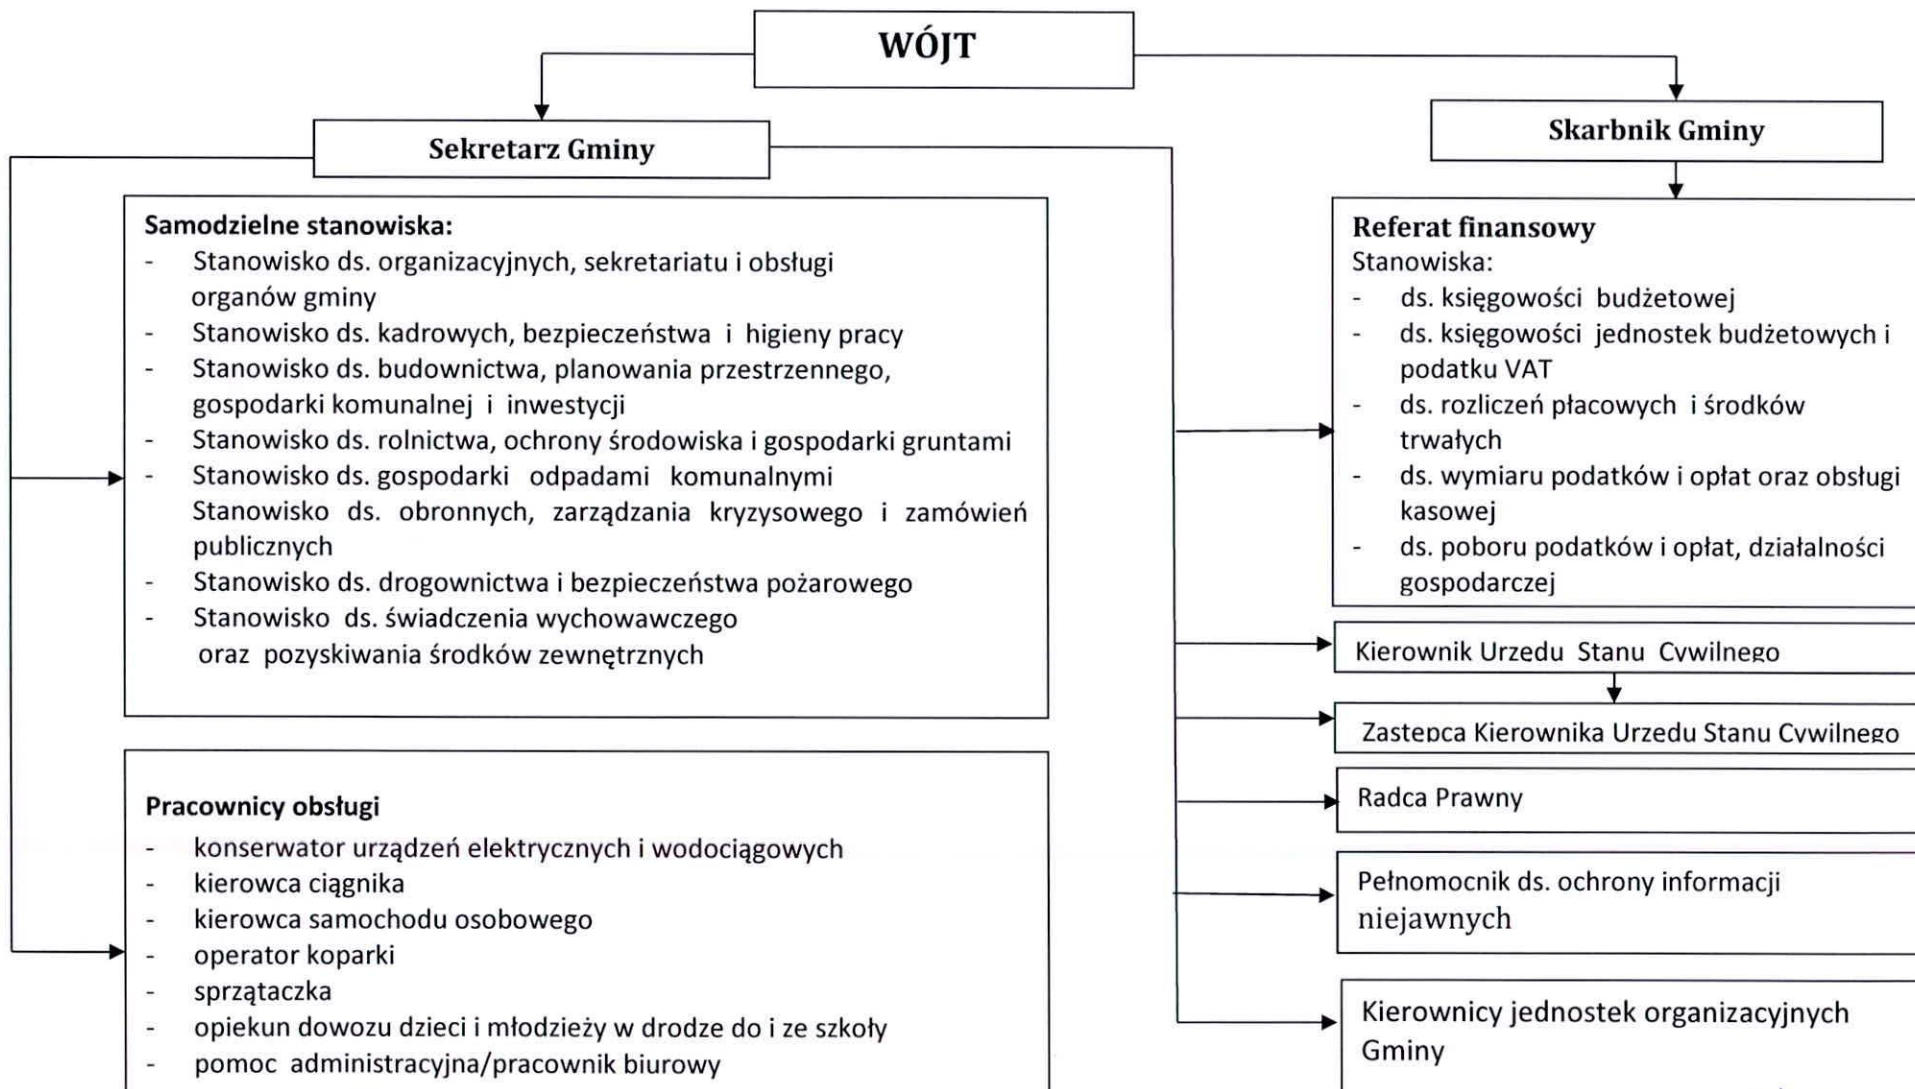 WÓJT
Sekretarz Gminy
Skarbnik Gminy
Samodzielne stanowiska:
- Stanowisko ds. organizacyjnych, sekretariatu i obsługi
organów gminy
- Stanowisko ds. kadrowych, bezpieczeństwa i higieny pracy
- Stanowisko ds. budownictwa, planowania przestrzennego,
gospodarki komunalnej i inwestycji
- Stanowisko ds. rolnictwa, ochrony środowiska i gospodarki gruntami
- Stanowisko ds. gospodarki odpadami komunalnymi
Stanowisko ds. obronnych, zarządzania kryzysowego i zamówień
publicznych
- Stanowisko ds. drogownictwa i bezpieczeństwa pożarowego
- Stanowisko ds. świadczenia wychowawczego
oraz pozyskiwania środków zewnętrznych
Pracownicy obsługi
- konserwator urządzeń elektrycznych i wodociągowych
- kierowca ciągnika
- kierowca samochodu osobowego
- operator koparki
- sprzątaczka
- opiekun dowozu dzieci i młodzieży w drodze do i ze szkoły
- pomoc administracyjna/pracownik biurowy
Referat finansowy
Stanowiska:
- ds. księgowości budżetowej
- ds. księgowości jednostek budżetowych i
podatku VAT
- ds. rozliczeń płacowych i środków
trwałych
- ds. wymiaru podatków i opłat oraz obsługi
kasowej
- ds. poboru podatków i opłat, działalności
gospodarczej
Kierownik Urzędu Stanu Cywilnego
Zastępca Kierownika Urzędu Stanu Cywilnego
Radca Prawny
Pełnomocnik ds. ochrony informacji
niejawnych
Kierownicy jednostek organizacyjnych
Gminy